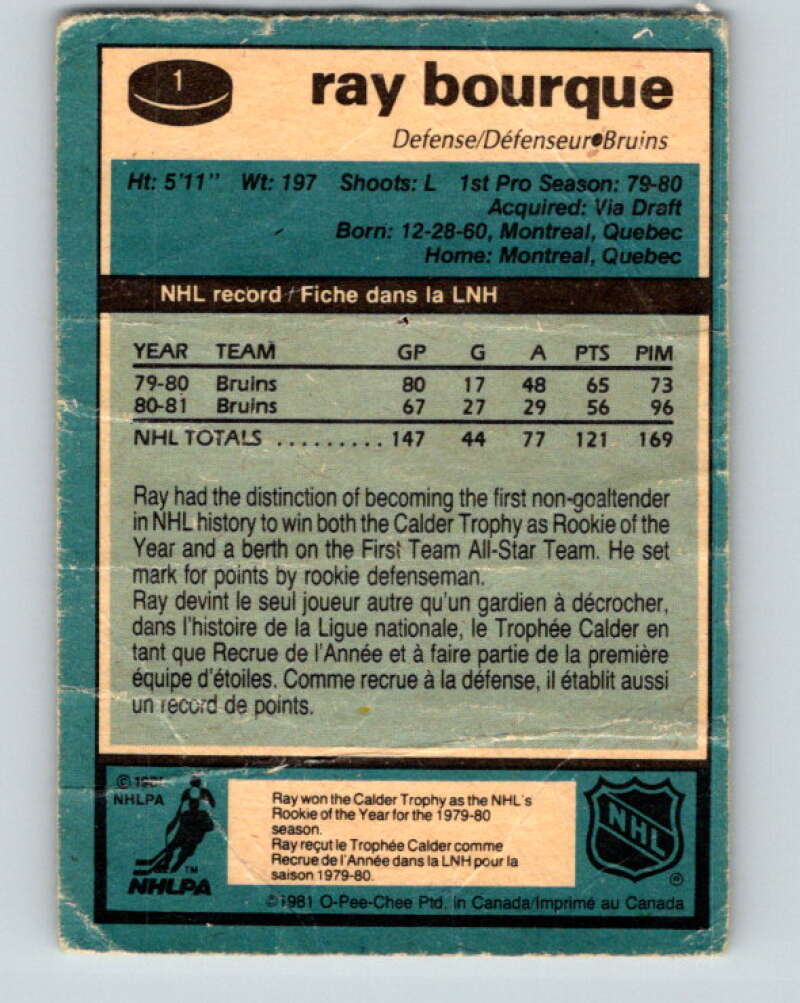 1
ray bourque
Defense/Défenseur•Bruins
Ht: 5'11" Wt: 197 Shoots: L 1st Pro Season: 79-80
Acquired: Via Draft
Born: 12-28-60, Montreal, Quebec
Home: Montreal, Quebec
NHL record / Fiche dans la LNH
YEAR TEAM GP G A PTS PIM
79-80 Bruins 80 17 48 65 73
80-81 Bruins 67 27 29 56 96
NHL TOTALS ......... 147 44 77 121 169
Ray had the distinction of becoming the first non-goaltender
in NHL history to win both the Calder Trophy as Rookie of the
Year and a berth on the First Team All-Star Team. He set
mark for points by rookie defenseman.
Ray devint le seul joueur autre qu'un gardien à décrocher,
dans l'histoire de la Ligue nationale, le Trophée Calder en
tant que Recrue de l'Année et à faire partie de la première
équipe d'étoiles. Comme recrue à la défense, il établit aussi
un record de points.
© 1981
NHLPA
TM
NHLPA
Ray won the Calder Trophy as the NHL's
Rookie of the Year for the 1979-80
season.
Ray reçut le Trophée Calder comme
Recrue de l'Année dans la LNH pour la
saison 1979-80.
NHL
®
©1981 O-Pee-Chee Ptd. in Canada/Imprimé au Canada